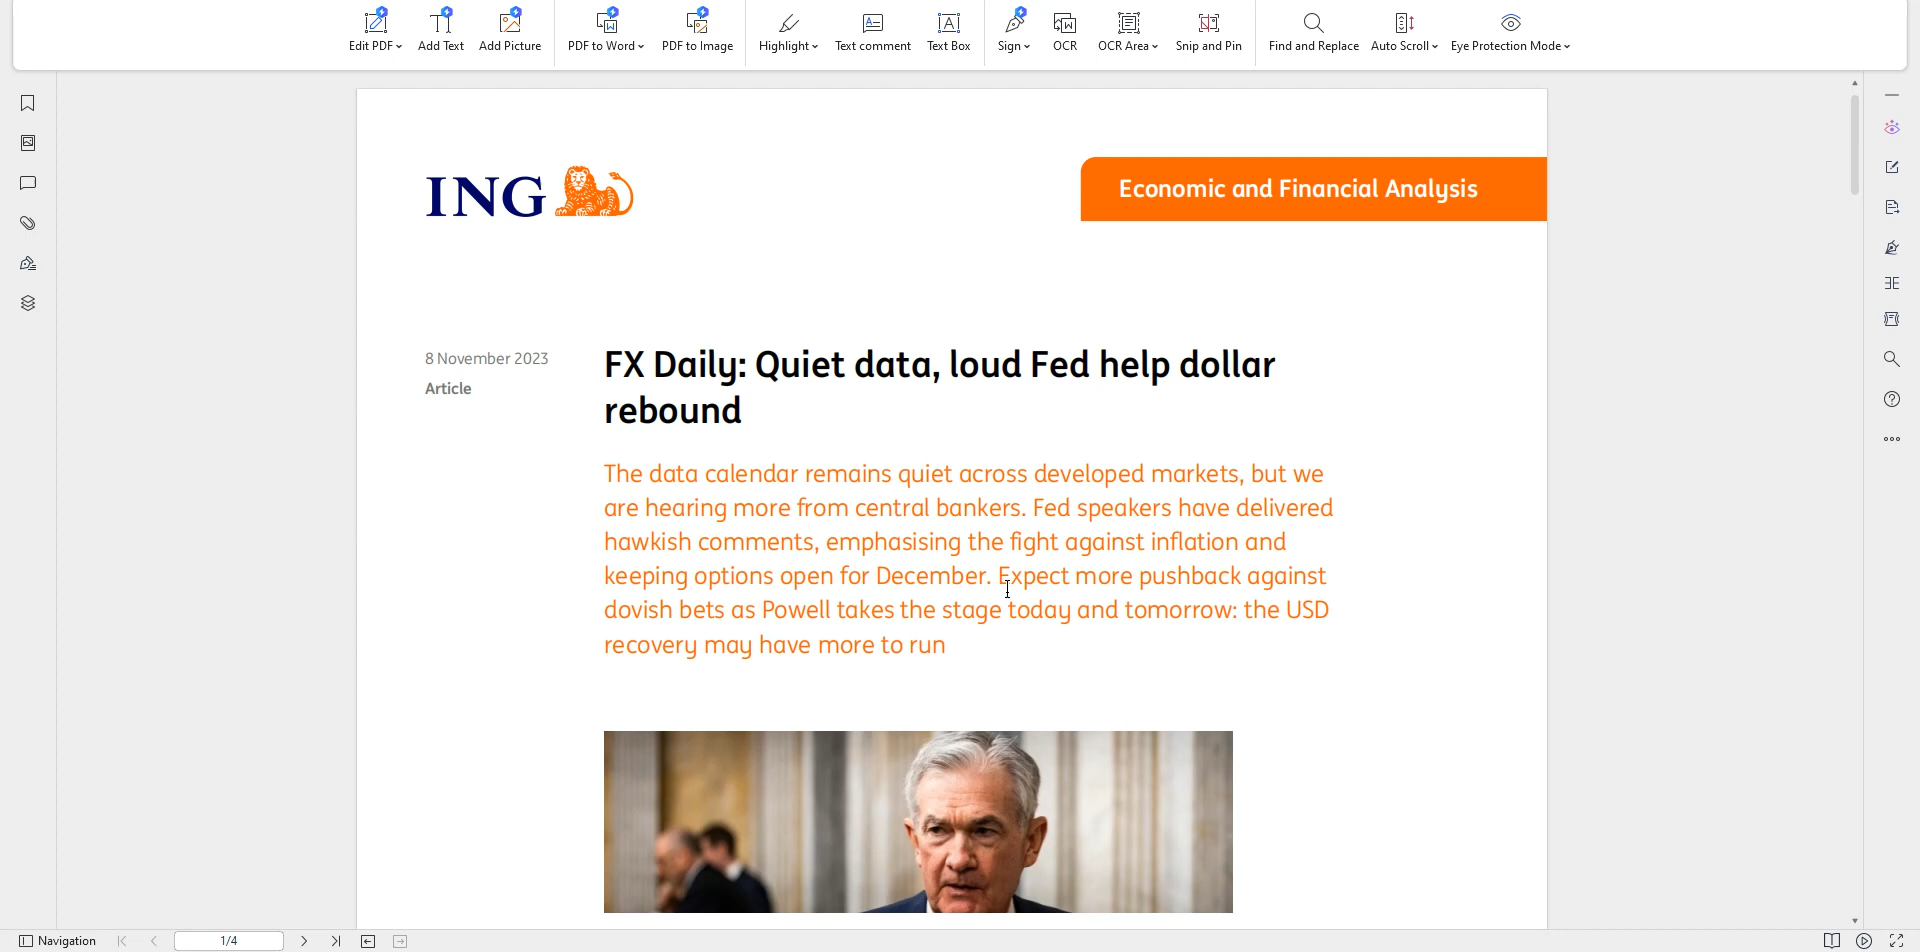 Edit PDF
Add Text
Add Picture
PDF to Word
PDF to Image
Highlight
Text comment
Text Box
Sign
OCR
OCR Area
Snip and Pin
Find and Replace
Auto Scroll
Eye Protection Mode
ING
Economic and Financial Analysis
8 November 2023
Article
FX Daily: Quiet data, loud Fed help dollar
rebound
The data calendar remains quiet across developed markets, but we
are hearing more from central bankers. Fed speakers have delivered
hawkish comments, emphasising the fight against inflation and
keeping options open for December. Expect more pushback against
dovish bets as Powell takes the stage today and tomorrow: the USD
recovery may have more to run
Navigation
1/4